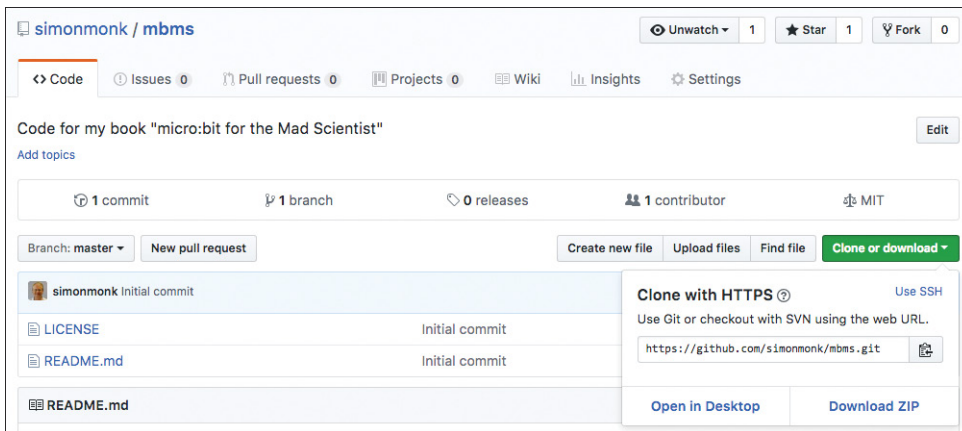 simonmonk / mbms
Unwatch 1 Star 1 Fork 0
Code Issues 0 Pull requests 0 Projects 0 Wiki Insights Settings
Code for my book "micro:bit for the Mad Scientist"
Edit
Add topics
1 commit 1 branch 0 releases 1 contributor MIT
Branch: master New pull request Create new file Upload files Find file Clone or download
simonmonk Initial commit
LICENSE Initial commit
README.md Initial commit
README.md
Clone with HTTPS ? Use SSH
Use Git or checkout with SVN using the web URL.
https://github.com/simonmonk/mbms.git
Open in Desktop Download ZIP